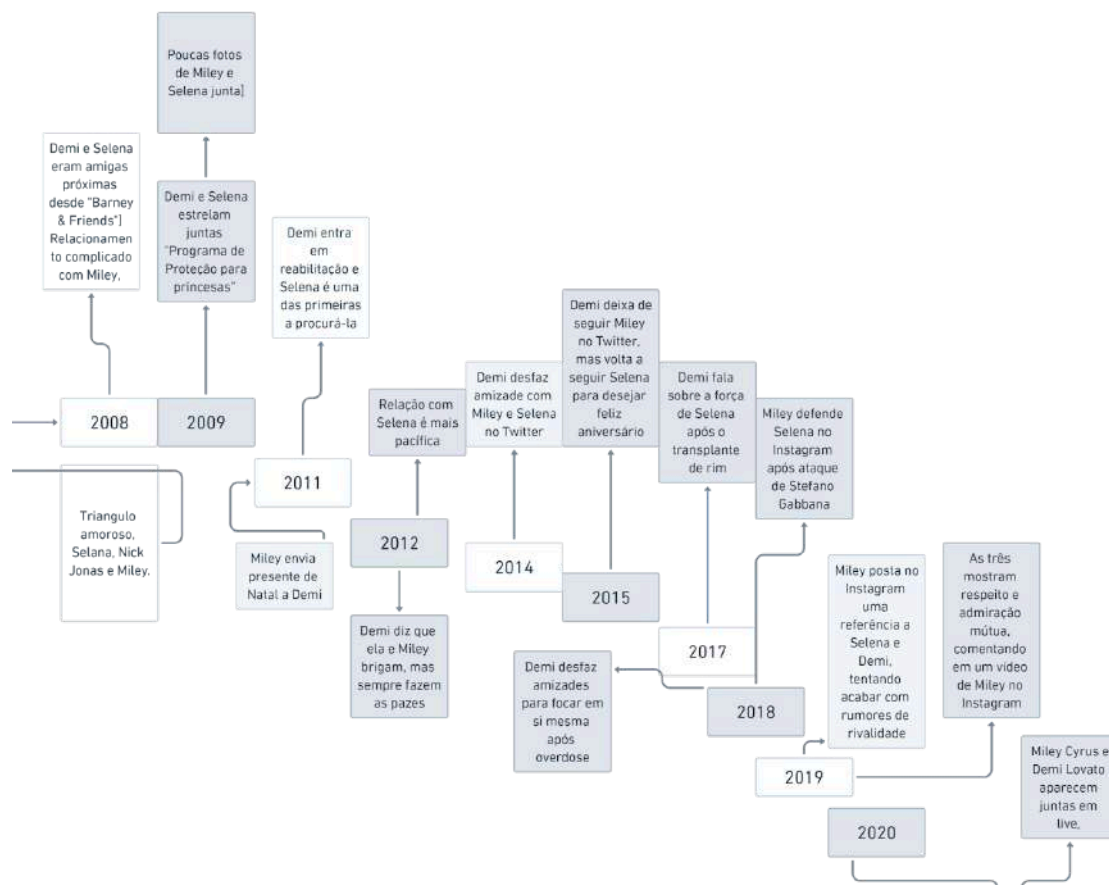 Poucas fotos
de Miley e
Selena junta]
Demi e Selena
eram amigas
próximas
desde "Barney
& Friends"]
Relacionamen
to complicado
com Miley,
Demi e Selena
estrelam
juntas
"Programa de
Proteção para
princesas"
Demi entra
em
reabilitação e
Selena é uma
das primeiras
a procurá-la
2008
2009
Triangulo
amoroso,
Selana, Nick
Jonas e Miley.
2011
Miley envia
presente de
Natal a Demi
Relação com
Selena é mais
pacífica
2012
Demi diz que
ela e Miley
brigam, mas
sempre fazem
as pazes
Demi desfaz
amizade com
Miley e Selena
no Twitter
2014
Demi deixa de
seguir Miley
no Twitter,
mas volta a
seguir Selena
para desejar
feliz
aniversário
2015
Demi fala
sobre a força
de Selena
após o
transplante
de rim
2017
Miley defende
Selena no
Instagram
após ataque
de Stefano
Gabbana
Demi desfaz
amizades
para focar em
si mesma
após
overdose
2018
Miley posta no
Instagram
uma
referência a
Selena e
Demi,
tentando
acabar com
rumores de
rivalidade
2019
As três
mostram
respeito e
admiração
mútua,
comentando
em um vídeo
de Miley no
Instagram
2020
Miley Cyrus e
Demi Lovato
aparecem
juntas em
live,